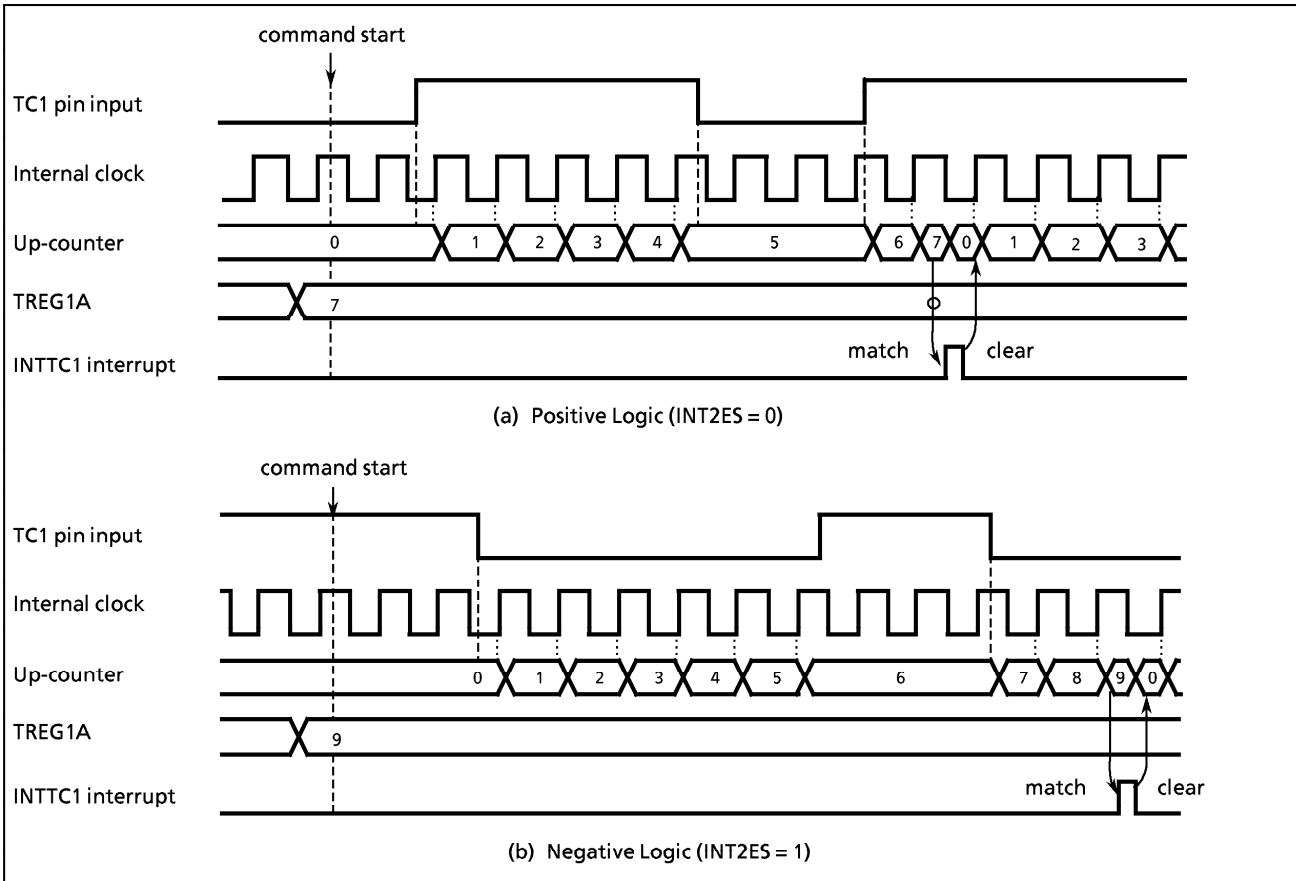 command start
TC1 pin input
Internal clock
Up-counter 0 1 2 3 4 5 6 7 0 1 2 3
TREG1A 7
match clear
INTTC1 interrupt
(a) Positive Logic (INT2ES = 0)
command start
TC1 pin input
Internal clock
Up-counter 0 1 2 3 4 5 6 7 8 9 0
TREG1A 9
match clear
INTTC1 interrupt
(b) Negative Logic (INT2ES = 1)